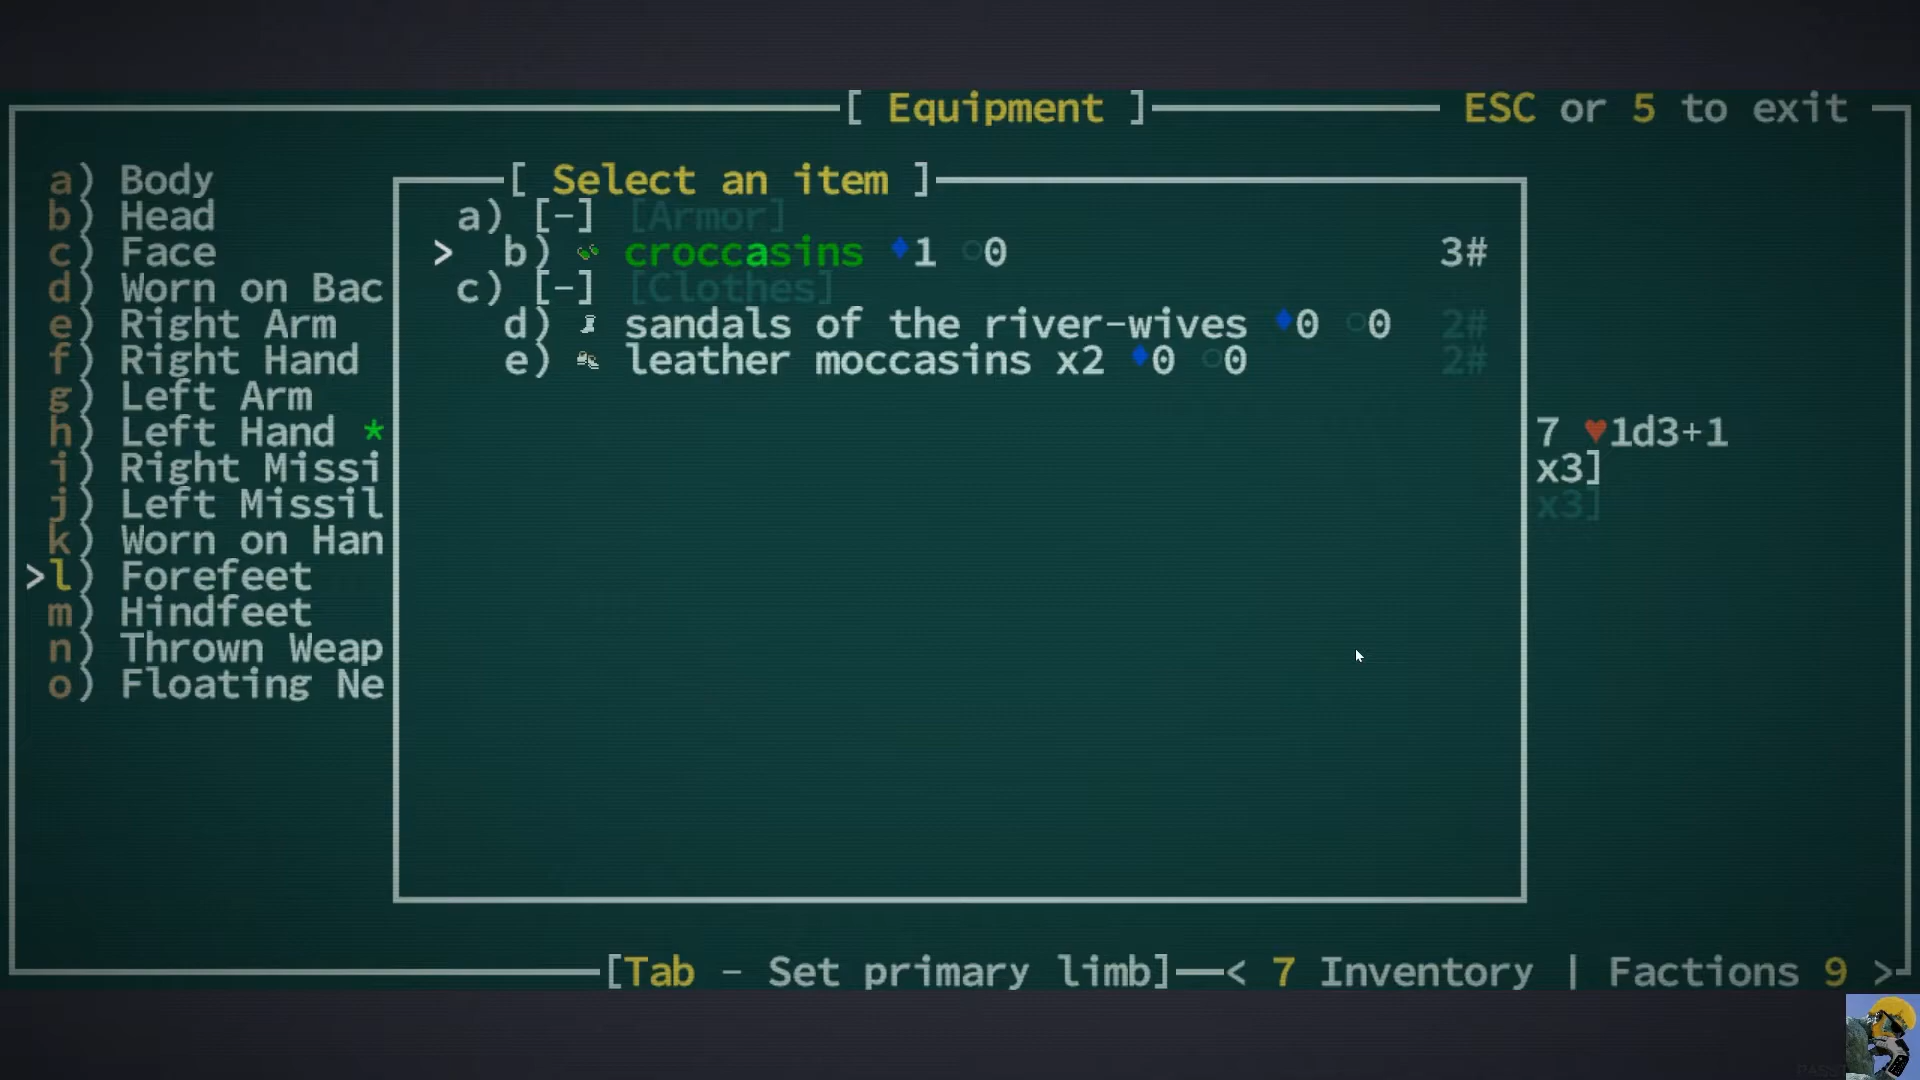 [ Equipment ] ESC or 5 to exit
a) Body
b) Head
c) Face
d) Worn on Bac
e) Right Arm
f) Right Hand
g) Left Arm
h) Left Hand *
i) Right Missi
j) Left Missil
k) Worn on Han
>l) Forefeet
m) Hindfeet
n) Thrown Weap
o) Floating Ne
[ Select an item ]
a) [-] [Armor]
> b) croccasins ♦1 ○0 3#
c) [-] [Clothes]
d) sandals of the river-wives ♦0 ○0 2#
e) leather moccasins x2 ♦0 ○0 2#
7 ♥1d3+1
x3]
x3]
[Tab - Set primary limb] < 7 Inventory | Factions 9 >